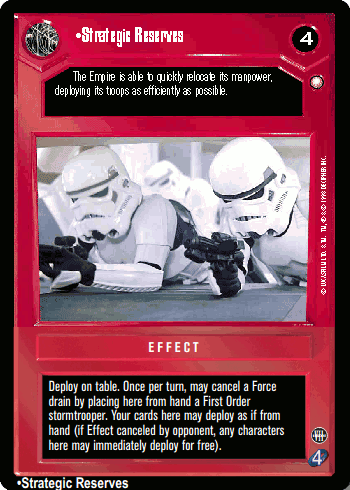 •Strategic Reserves
4
The Empire is able to quickly relocate its manpower,
deploying its troops as efficiently as possible.
EFFECT
Deploy on table. Once per turn, may cancel a Force
drain by placing here from hand a First Order
stormtrooper. Your cards here may deploy as if from
hand (if Effect canceled by opponent, any characters
here may immediately deploy for free).
4
•Strategic Reserves